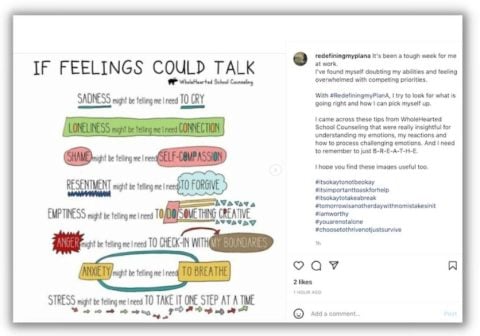 IF FEELINGS COULD TALK
WholeHearted School Counseling
SADNESS might be telling me I need TO CRY
LONELINESS might be telling me I need CONNECTION
SHAME might be telling me I need SELF-COMPASSION
RESENTMENT might be telling me I need TO FORGIVE
EMPTINESS might be telling me I need TO DO SOMETHING CREATIVE
ANGER might be telling me I need TO CHECK-IN WITH MY BOUNDARIES
ANXIETY might be telling me I need TO BREATHE
STRESS might be telling me I need TO TAKE IT ONE STEP AT A TIME
redefiningmyplana It's been a tough week for me
at work.
I've found myself doubting my abilities and feeling
overwhelmed with competing priorities.
With #RedefiningmyPlanA, I try to look for what is
going right and how I can pick myself up.
I came across these tips from WholeHearted
School Counseling that were really insightful for
understanding my emotions, my reactions and
how to process challenging emotions. And I need
to remember to just B-R-E-A-T-H-E.
I hope you find these images useful too.
#itsokaytonotbeokay
#itsimportanttoaskforhelp
#itsokaytotakeabreak
#tomorrowisanotherdaywithnomistakesinit
#iamworthy
#youarenotalone
#choosetothrivenotjustsurvive
1h
2 likes
1 HOUR AGO
Add a comment...
Post